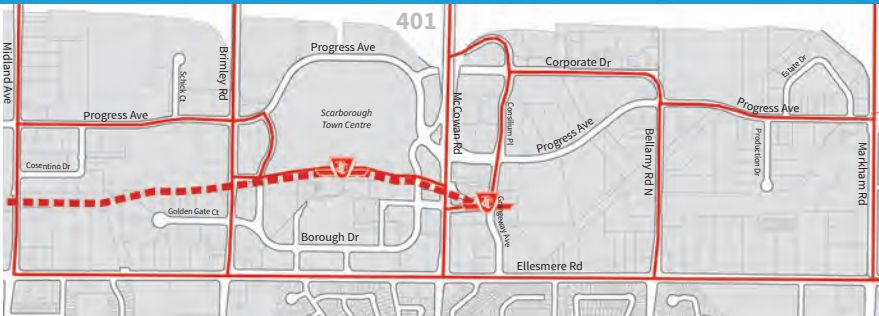 401
Midland Ave
Brimley Rd
Progress Ave
Schick Ct
Progress Ave
Scarborough
Town Centre
McCowan Rd
Corporate Dr
Consilium Pl
Progress Ave
Bellamy Rd N
Estate Dr
Progress Ave
Production Dr
Markham Rd
Cosentino Dr
Golden Gate Ct
Borough Dr
Grangeway Ave
Ellesmere Rd